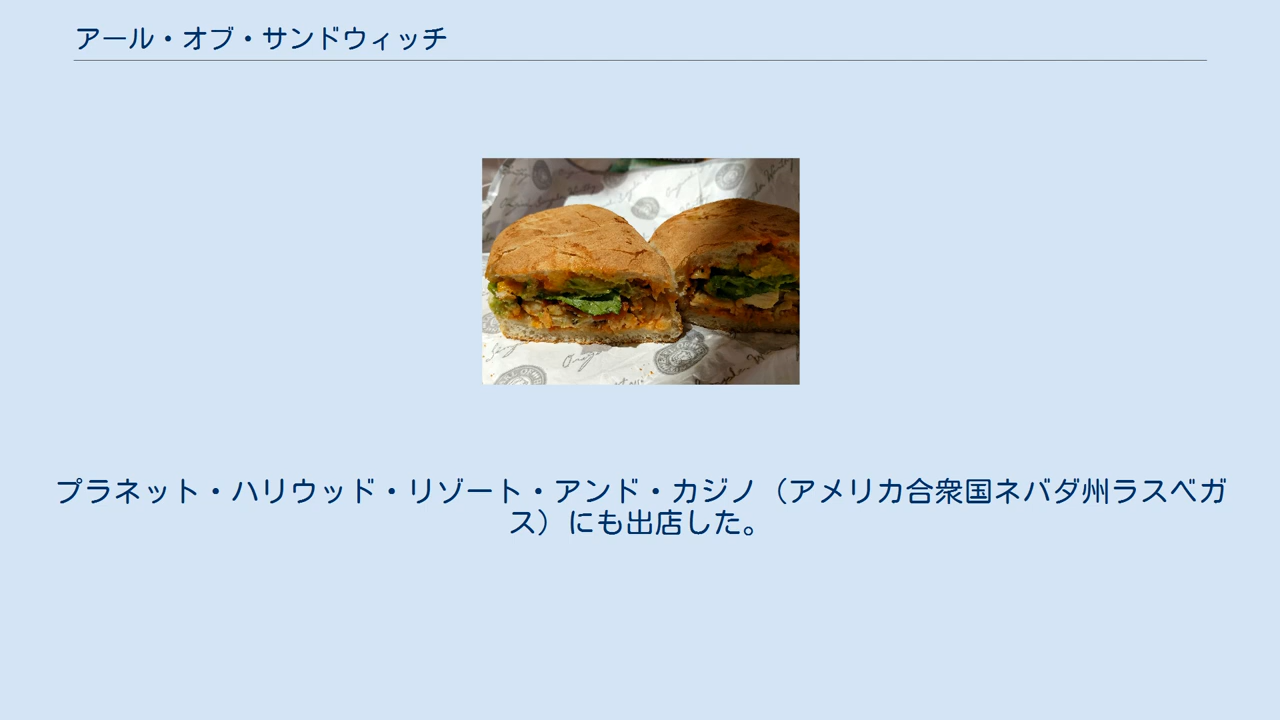 アール・オブ・サンドウィッチ
プラネット・ハリウッド・リゾート・アンド・カジノ（アメリカ合衆国ネバダ州ラスベガ
ス）にも出店した。